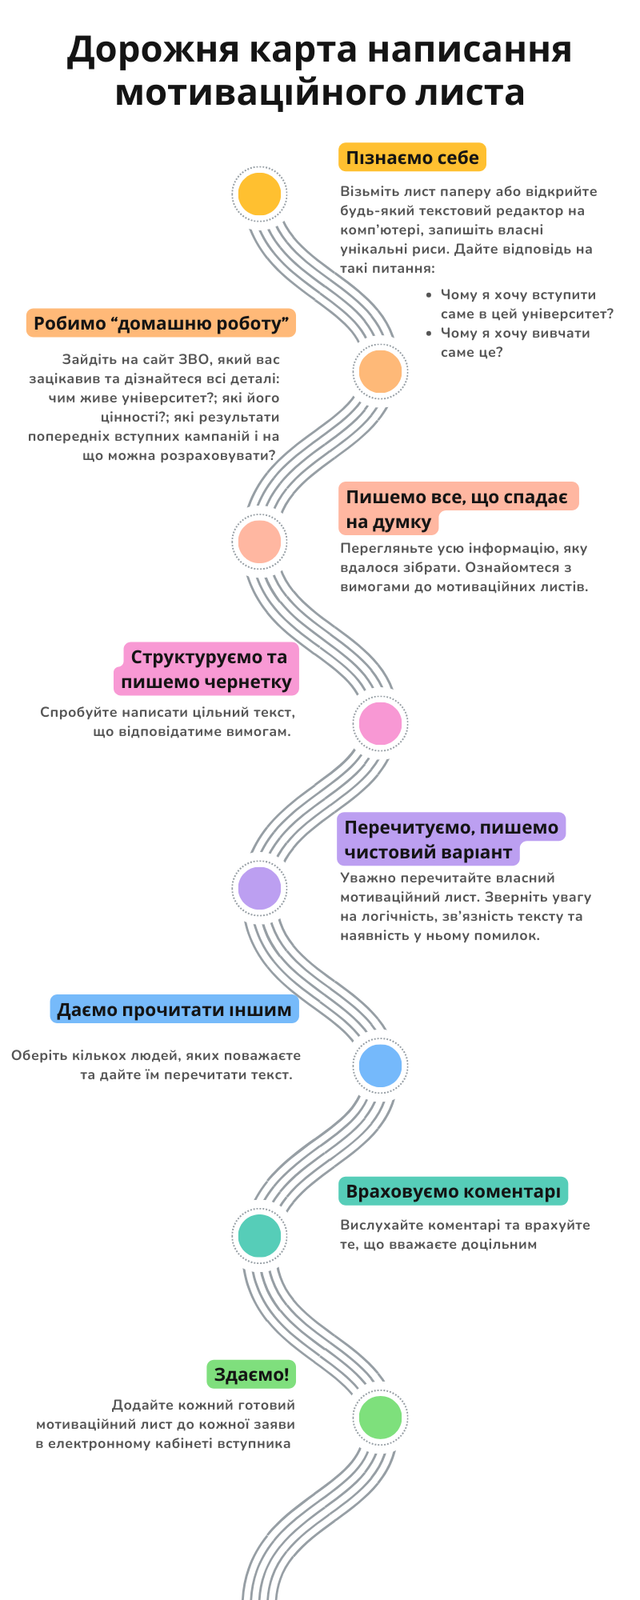 Дорожня карта написання
мотиваційного листа
Пізнаємо себе
Візьміть лист паперу або відкрийте
будь-який текстовий редактор на
комп'ютері, запишіть власні
унікальні риси. Дайте відповідь на
такі питання:
• Чому я хочу вступити
саме в цей університет?
• Чому я хочу вивчати
саме це?
Робимо “домашню роботу”
Зайдіть на сайт ЗВО, який вас
зацікавив та дізнайтеся всі деталі:
чим живе університет?; які його
цінності?; які результати
попередніх вступних кампаній і на
що можна розраховувати?
Пишемо все, що спадає
на думку
Перегляньте усю інформацію, яку
вдалося зібрати. Ознайомтеся з
вимогами до мотиваційних листів.
Структуруємо та
пишемо чернетку
Спробуйте написати цільний текст,
що відповідатиме вимогам.
Перечитуємо, пишемо
чистовий варіант
Уважно перечитайте власний
мотиваційний лист. Зверніть увагу
на логічність, зв'язність тексту та
наявність у ньому помилок.
Даємо прочитати іншим
Оберіть кількох людей, яких поважаєте
та дайте їм перечитати текст.
Враховуємо коментарі
Вислухайте коментарі та врахуйте
те, що вважаєте доцільним
Здаємо!
Додайте кожний готовий
мотиваційний лист до кожної заяви
в електронному кабінеті вступника